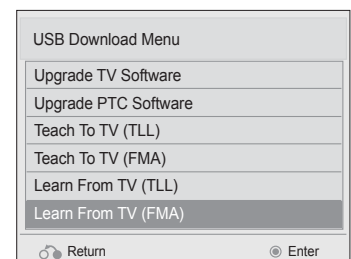 USB Download Menu
Upgrade TV Software
Upgrade PTC Software
Teach To TV (TLL)
Teach To TV (FMA)
Learn From TV (TLL)
Learn From TV (FMA)
Return
Enter